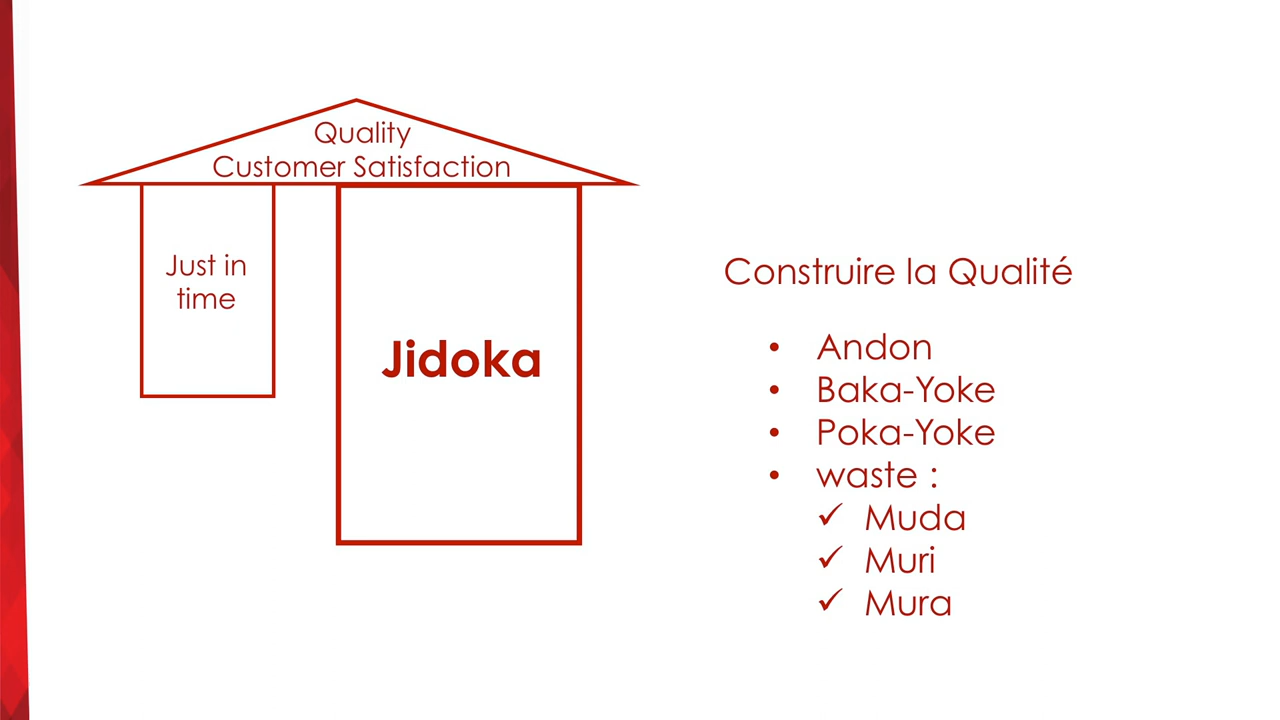 Quality
Customer Satisfaction
Just in
time
Jidoka
Construire la Qualité
• Andon
• Baka-Yoke
• Poka-Yoke
• waste :
✓ Muda
✓ Muri
✓ Mura